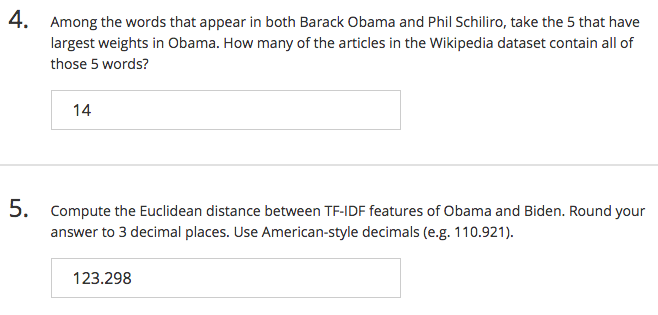 4. Among the words that appear in both Barack Obama and Phil Schiliro, take the 5 that have
largest weights in Obama. How many of the articles in the Wikipedia dataset contain all of
those 5 words?
14
5. Compute the Euclidean distance between TF-IDF features of Obama and Biden. Round your
answer to 3 decimal places. Use American-style decimals (e.g. 110.921).
123.298